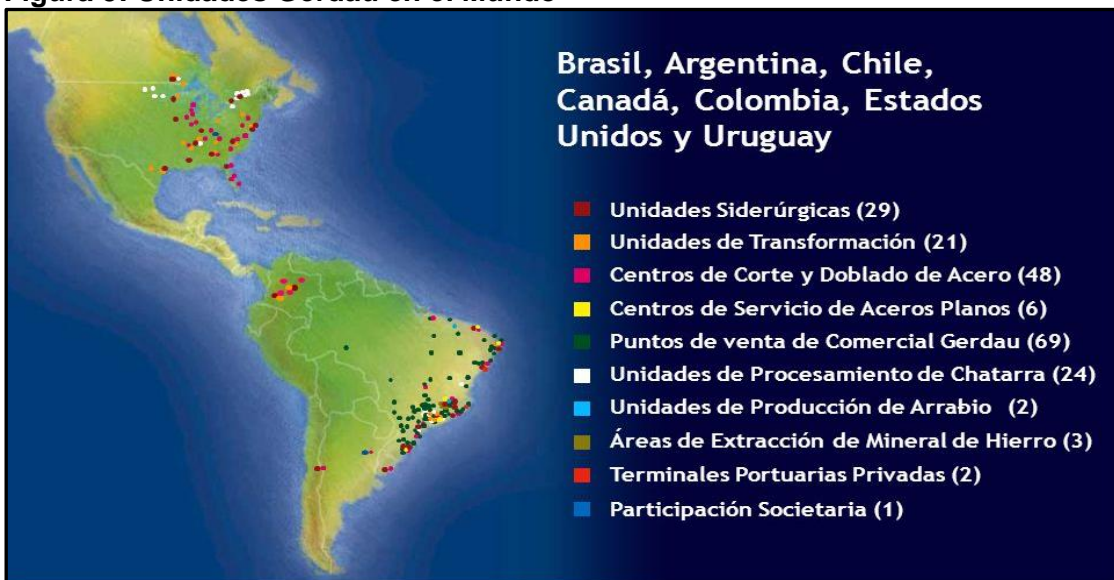 Brasil, Argentina, Chile,
Canadá, Colombia, Estados
Unidos y Uruguay
Unidades Siderúrgicas (29)
Unidades de Transformación (21)
Centros de Corte y Doblado de Acero (48)
Centros de Servicio de Aceros Planos (6)
Puntos de venta de Comercial Gerdau (69)
Unidades de Procesamiento de Chatarra (24)
Unidades de Producción de Arrabio (2)
Áreas de Extracción de Mineral de Hierro (3)
Terminales Portuarias Privadas (2)
Participación Societaria (1)